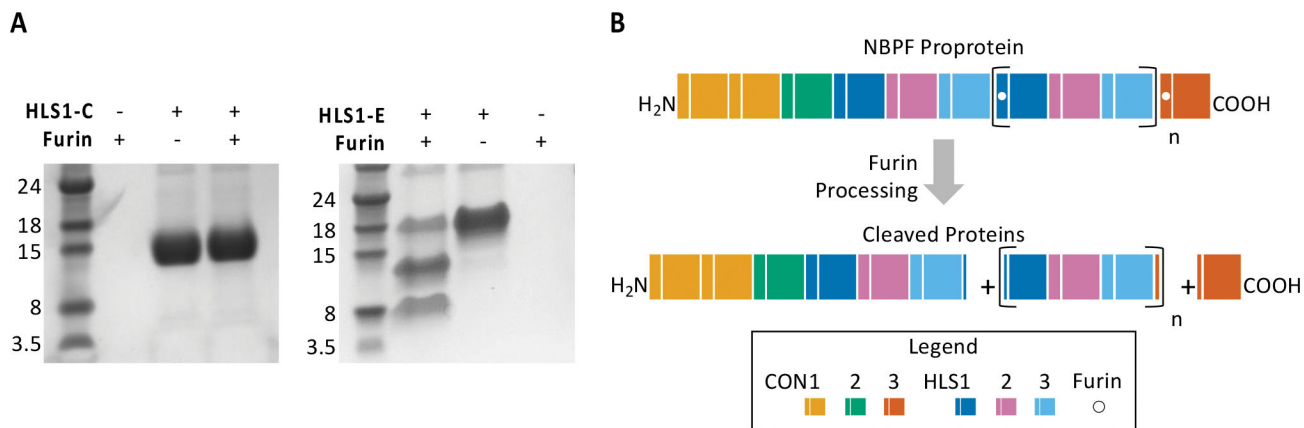 A
HLS1-C - + +
Furin + - +
24
18
15
8
3.5
HLS1-E + + -
Furin + - +
24
18
15
8
3.5
B
NBPF Proprotein
H2N
COOH
n
Furin
Processing
Cleaved Proteins
H2N
+
+
COOH
n
Legend
CON1 2 3 HLS1 2 3 Furin